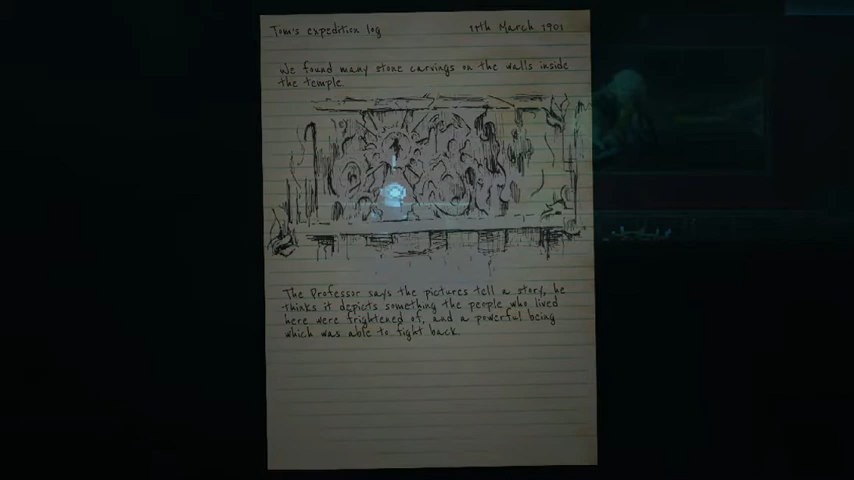 Tom's expedition log
March 1901
We found many stone carvings on the walls inside
the temple.
The Professor says the pictures tell a story, he
thinks it depicts something the people who lived
here were frightened of, and a powerful being
which was able to fight back